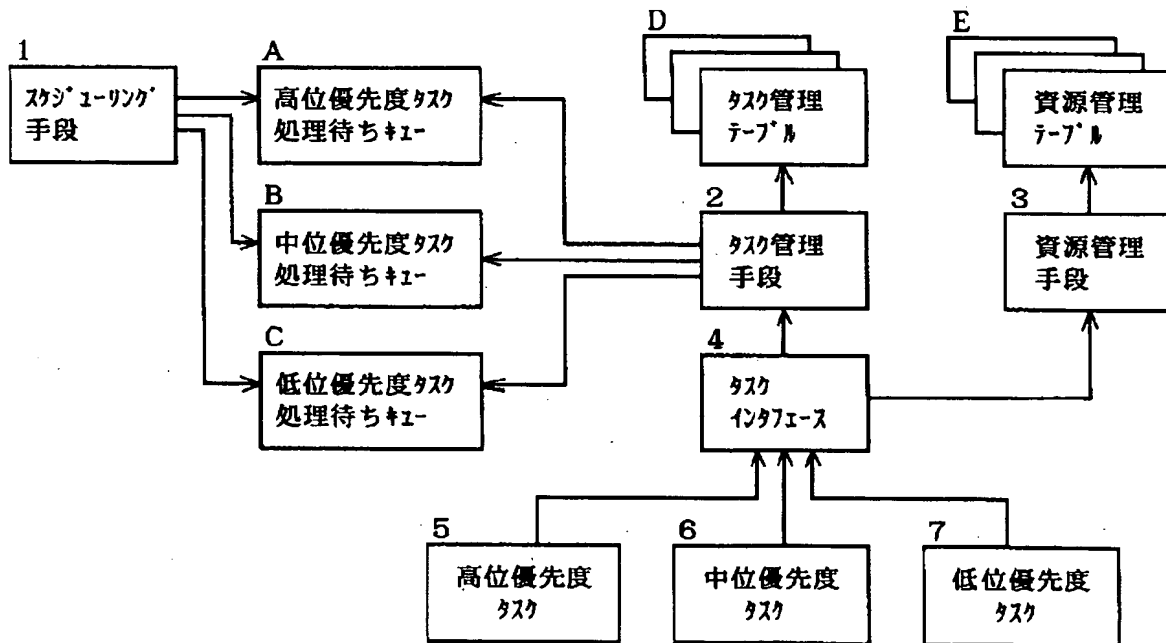 1
スケジューリング
手段
A
高位優先度タスク
処理待ちキュー
B
中位優先度タスク
処理待ちキュー
C
低位優先度タスク
処理待ちキュー
D
タスク管理
テーブル
E
資源管理
テーブル
2
タスク管理
手段
3
資源管理
手段
4
タスク
インタフェース
5
高位優先度
タスク
6
中位優先度
タスク
7
低位優先度
タスク